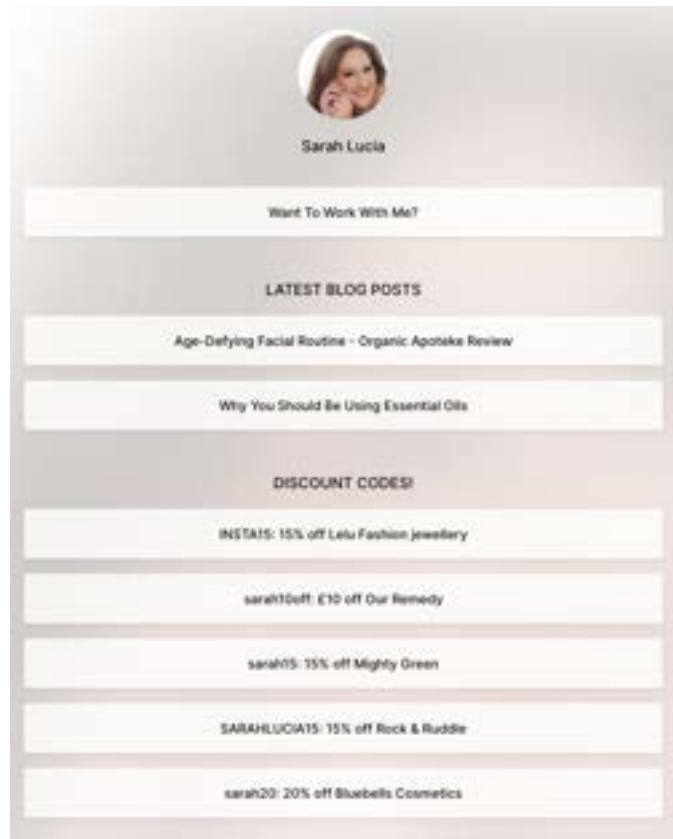 Sarah Lucia
Want To Work With Me?
LATEST BLOG POSTS
Age-Defying Facial Routine - Organic Apoteke Review
Why You Should Be Using Essential Oils
DISCOUNT CODES!
INSTA15: 15% off Lelu Fashion jewellery
sarah10off: £10 off Our Remedy
sarah15: 15% off Mighty Green
SARAHLUCIA15: 15% off Rock & Ruddle
sarah20: 20% off Bluebells Cosmetics